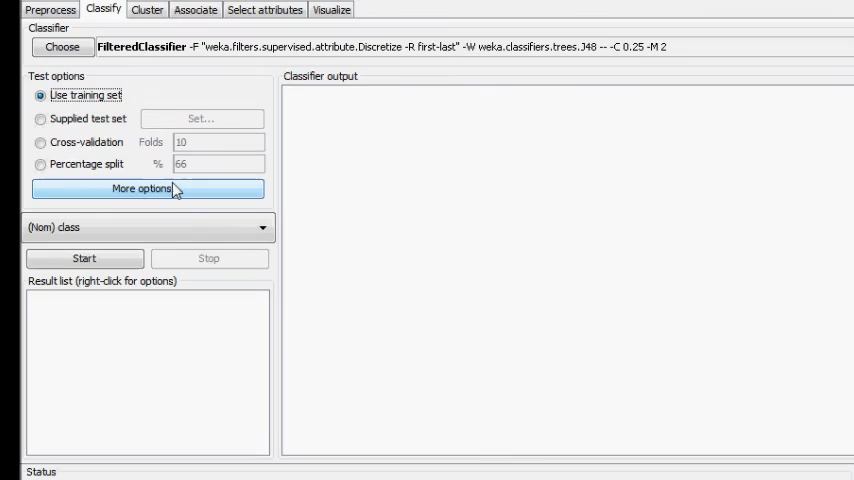 Preprocess Classify Cluster Associate Select attributes Visualize
Classifier
Choose FilteredClassifier -F "weka.filters.supervised.attribute.Discretize -R first-last" -W weka.classifiers.trees.J48 -- -C 0.25 -M 2
Test options
Use training set
Supplied test set Set...
Cross-validation Folds 10
Percentage split % 66
More options
(Nom) class
Start Stop
Result list (right-click for options)
Classifier output
Status